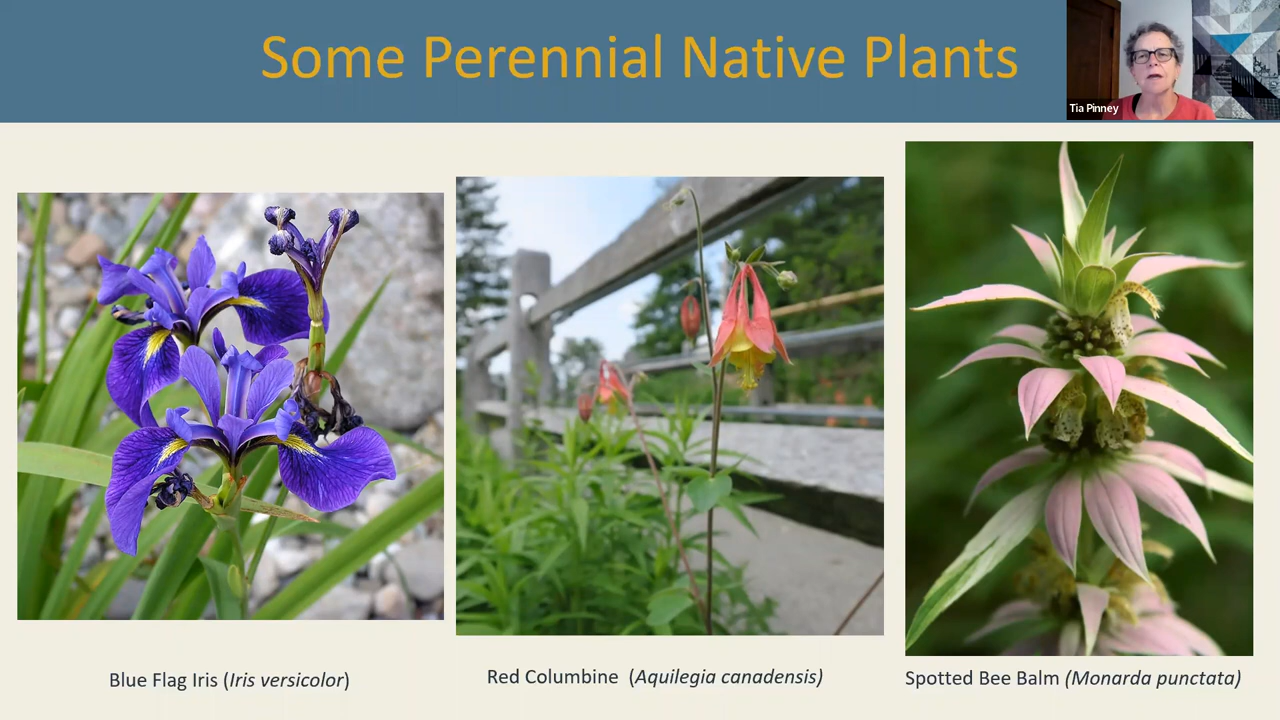 Some Perennial Native Plants
Tia Pinney
Blue Flag Iris (Iris versicolor)
Red Columbine (Aquilegia canadensis)
Spotted Bee Balm (Monarda punctata)